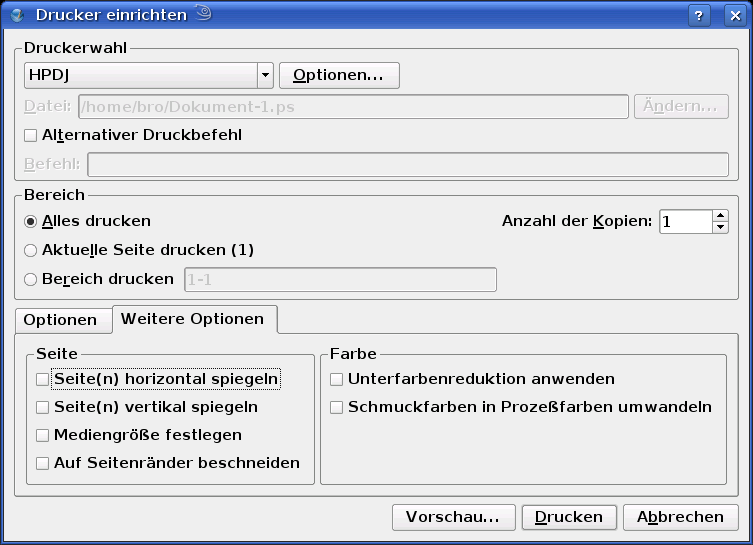 Drucker einrichten
Druckerwahl
HPDJ Optionen...
Datei: /home/bro/Dokument-1.ps Ändern...
Alternativer Druckbefehl
Befehl:
Bereich
Alles drucken Anzahl der Kopien: 1
Aktuelle Seite drucken (1)
Bereich drucken 1-1
Optionen Weitere Optionen
Seite
Seite(n) horizontal spiegeln
Seite(n) vertikal spiegeln
Mediengröße festlegen
Auf Seitenränder beschneiden
Farbe
Unterfarbenreduktion anwenden
Schmuckfarben in Prozeßfarben umwandeln
Vorschau... Drucken Abbrechen